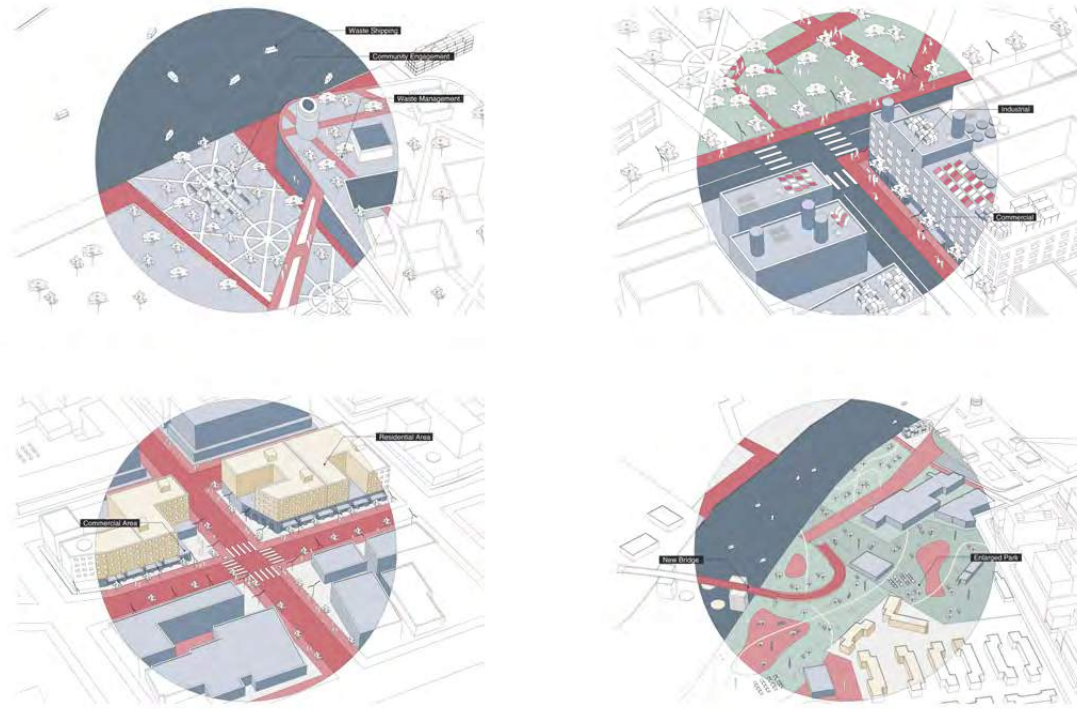 Waste Shipping
Community Engagement
Waste Management
Industrial
Commercial
Residential Area
Commercial Area
New Bridge
Enlarged Park